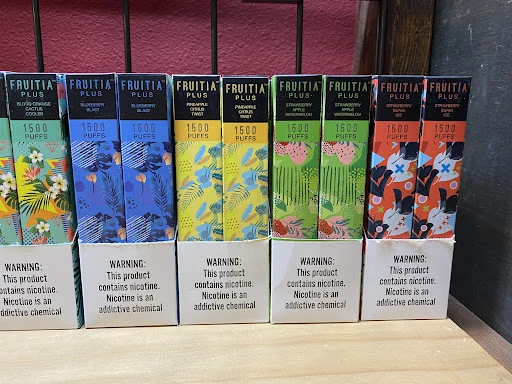 FRUITIA
PLUS
BLOOD-ORANGE
CACTUS
COOLER
1500
PUFFS
FRUITIA
PLUS
BLUEBERRY
BLAST
1500
PUFFS
FRUITIA
PLUS
BLUEBERRY
BLAST
1500
PUFFS
FRUITIA
PLUS
PINEAPPLE
CITRUS
TWIST
1500
PUFFS
FRUITIA
PLUS
PINEAPPLE
CITRUS
TWIST
1500
PUFFS
FRUITIA
PLUS
STRAWBERRY
APPLE
WATERMELON
1500
PUFFS
FRUITIA
PLUS
STRAWBERRY
APPLE
WATERMELON
1500
PUFFS
FRUITIA
PLUS
STRAWBERRY
GUAVA
ICE
1500
PUFFS
FRUITIA
PLUS
STRAWBERRY
GUAVA
ICE
1500
PUFFS
WARNING:
This product
contains nicotine.
Nicotine is an
addictive chemical
WARNING:
This product
contains nicotine.
Nicotine is an
addictive chemical
WARNING:
This product
contains nicotine.
Nicotine is an
addictive chemical
WARNING:
This product
contains nicotine.
Nicotine is an
addictive chemical
WARNING:
This product
contains nicotine.
Nicotine is an
addictive chemical